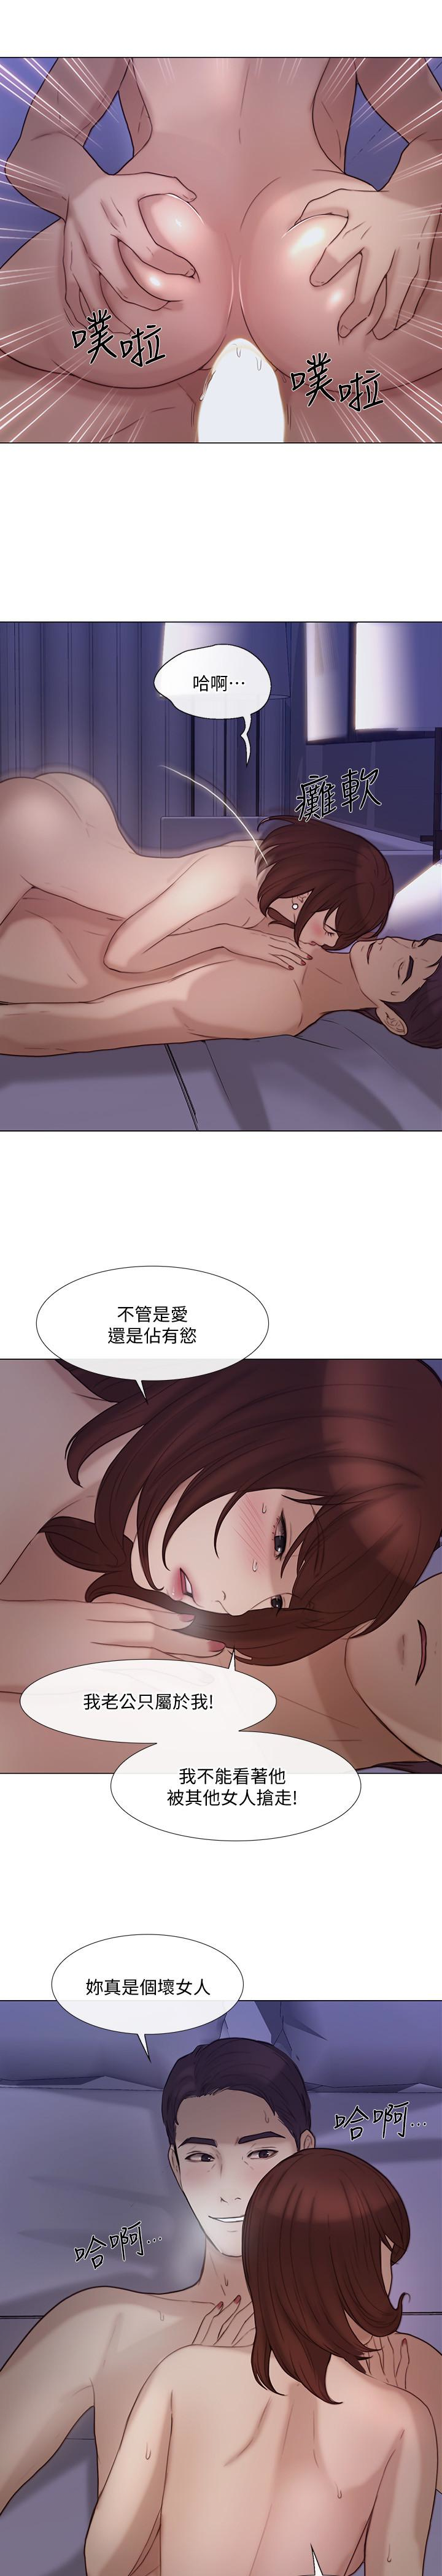 噗啦
噗啦
哈啊…
癱軟
不管是愛
還是佔有慾
我老公只屬於我!
我不能看著他
被其他女人搶走!
妳真是個壞女人
哈啊…
哈啊…